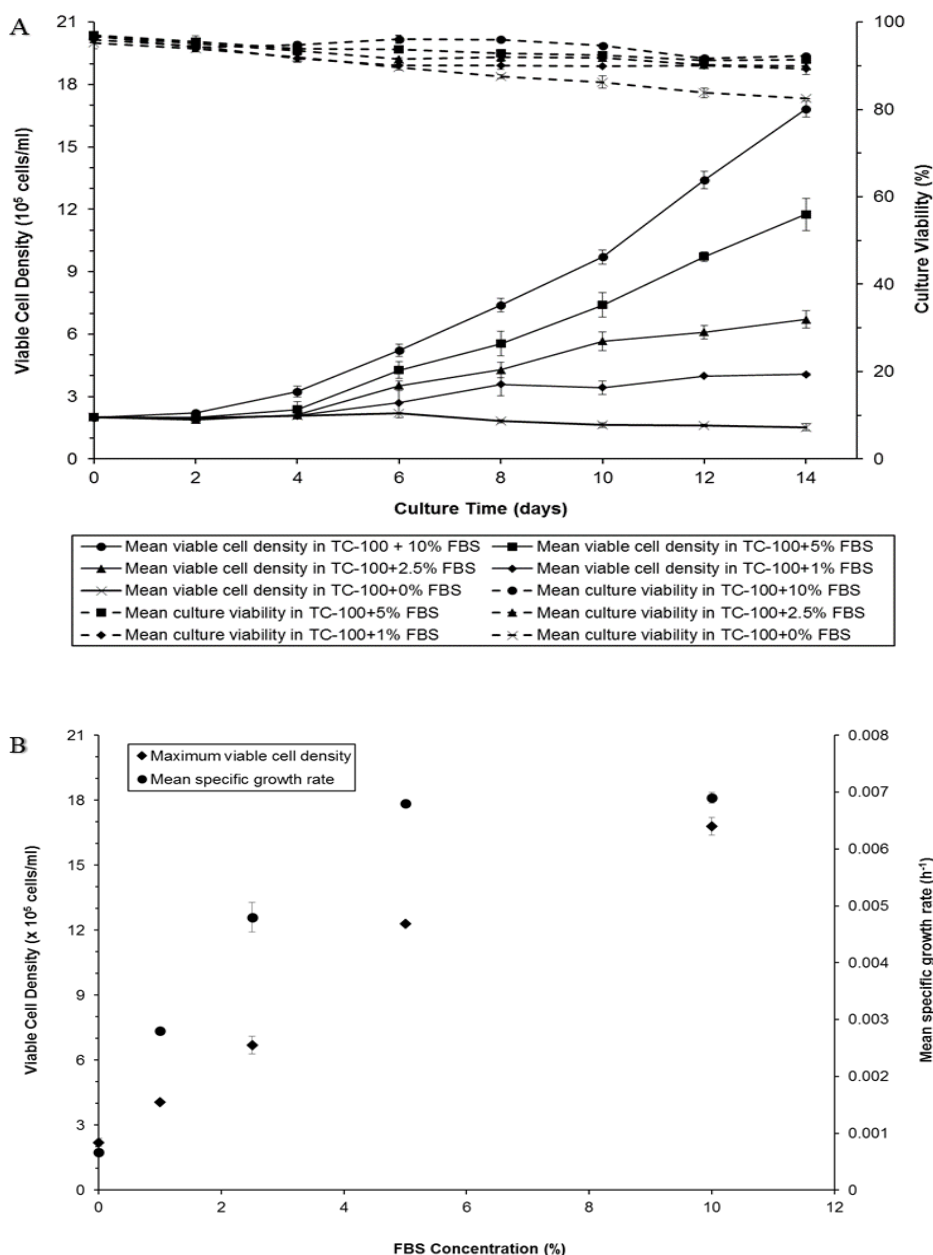 A
21
18
15
12
9
6
3
0
Viable Cell Density (10⁵ cells/ml)
100
80
60
40
20
0
Culture Viability (%)
0 2 4 6 8 10 12 14
Culture Time (days)
Mean viable cell density in TC-100 + 10% FBS
Mean viable cell density in TC-100+5% FBS
Mean viable cell density in TC-100+2.5% FBS
Mean viable cell density in TC-100+1% FBS
Mean viable cell density in TC-100+0% FBS
Mean culture viability in TC-100+10% FBS
Mean culture viability in TC-100+5% FBS
Mean culture viability in TC-100+2.5% FBS
Mean culture viability in TC-100+1% FBS
Mean culture viability in TC-100+0% FBS
B
21
18
15
12
9
6
3
0
Viable Cell Density (x 10⁵ cells/ml)
Maximum viable cell density
Mean specific growth rate
0.008
0.007
0.006
0.005
0.004
0.003
0.002
0.001
0.000
Mean specific growth rate (h⁻¹)
0 2 4 6 8 10 12
FBS Concentration (%)